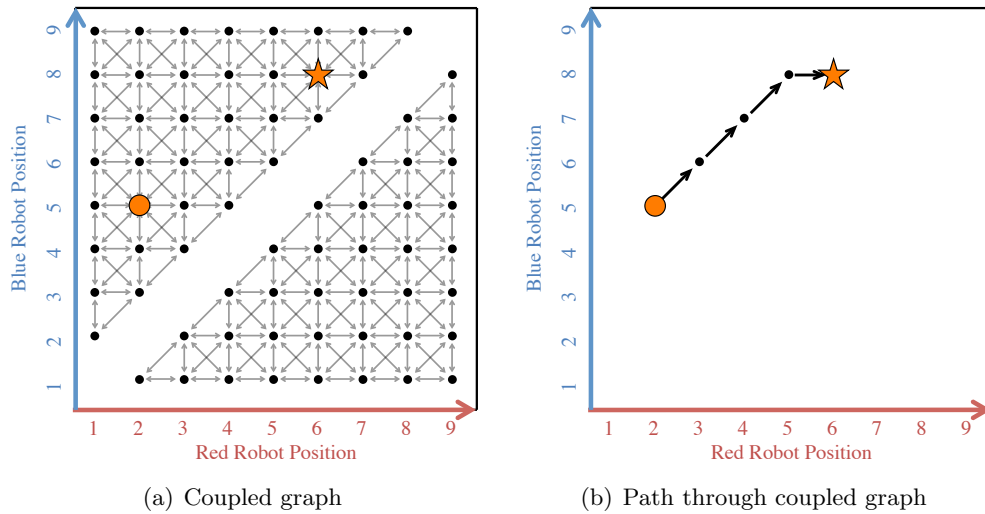 9
8
7
6
5
4
3
2
1
Blue Robot Position
1 2 3 4 5 6 7 8 9
Red Robot Position
(a) Coupled graph
9
8
7
6
5
4
3
2
1
Blue Robot Position
1 2 3 4 5 6 7 8 9
Red Robot Position
(b) Path through coupled graph